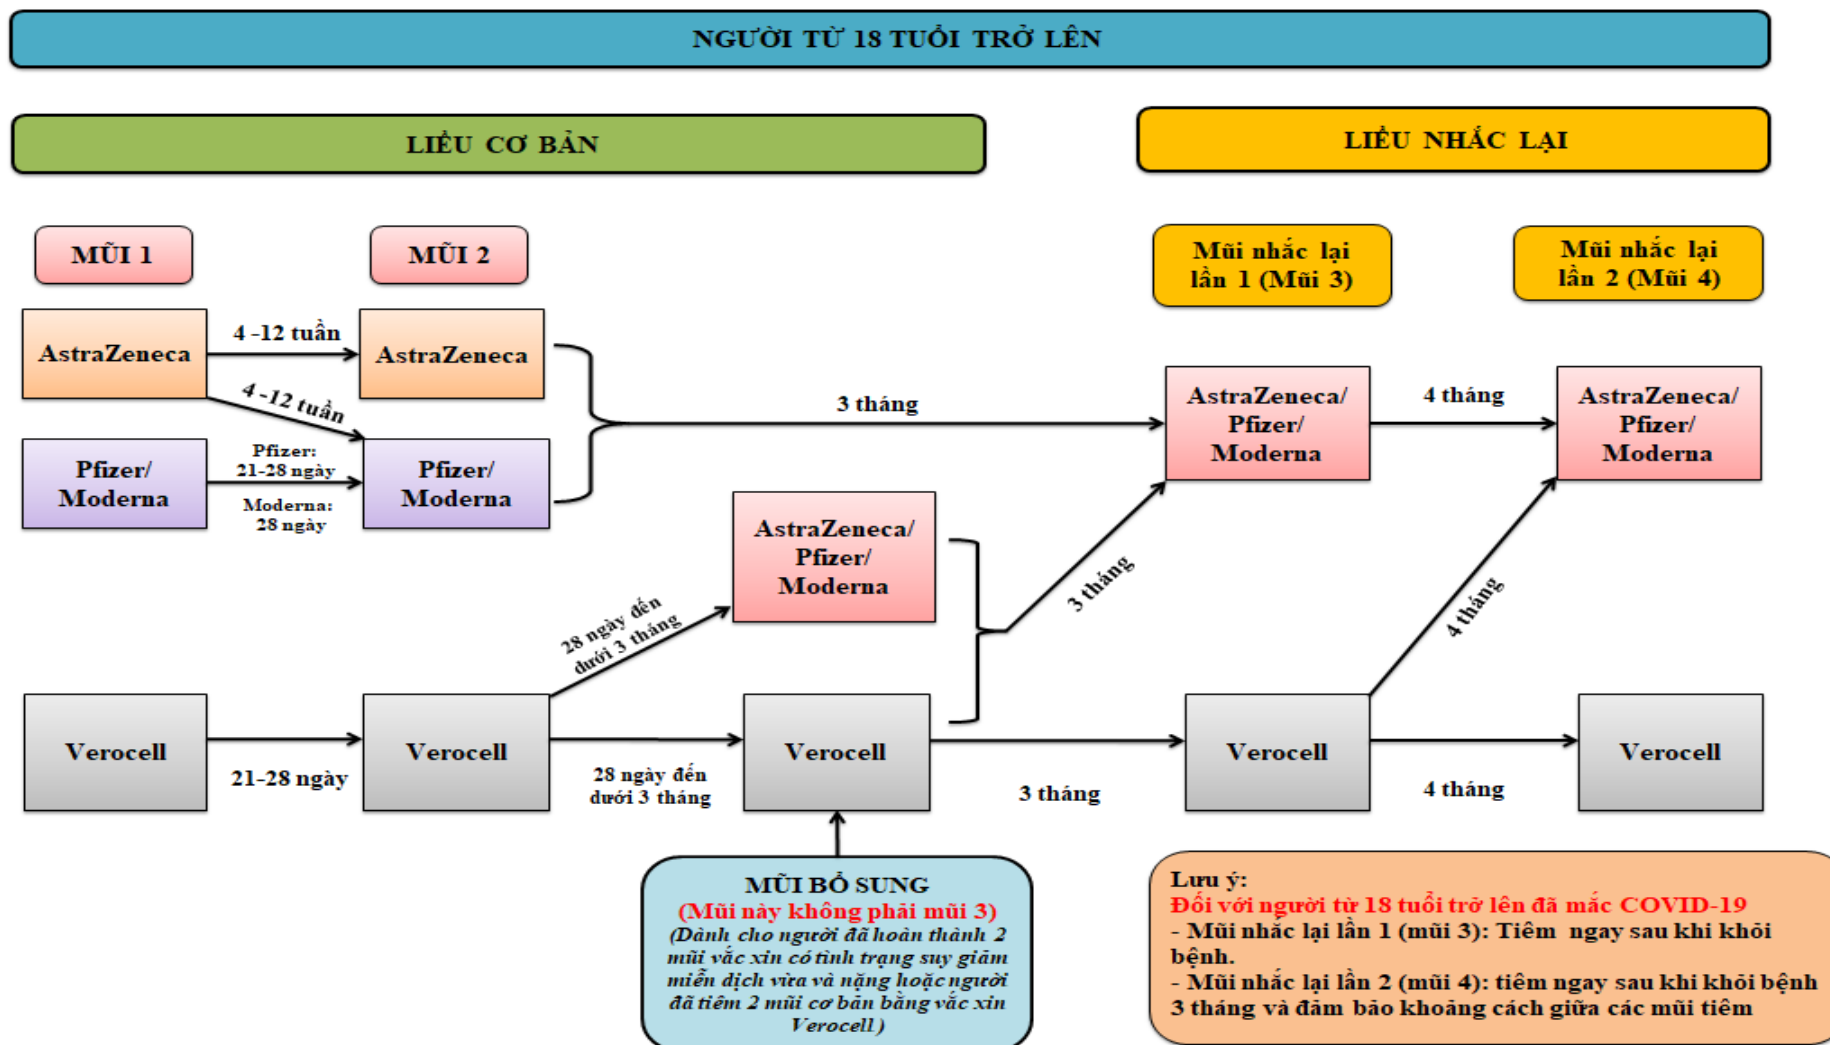 NGƯỜI TỪ 18 TUỔI TRỞ LÊN
LIỀU CƠ BẢN
LIỀU NHẮC LẠI
MŨI 1
MŨI 2
Mũi nhắc lại
lần 1 (Mũi 3)
Mũi nhắc lại
lần 2 (Mũi 4)
AstraZeneca
4 -12 tuần
AstraZeneca
4 -12 tuần
3 tháng
AstraZeneca/
Pfizer/
Moderna
4 tháng
AstraZeneca/
Pfizer/
Moderna
Pfizer/
Moderna
Pfizer:
21-28 ngày
Moderna:
28 ngày
Pfizer/
Moderna
AstraZeneca/
Pfizer/
Moderna
28 ngày đến
dưới 3 tháng
3 tháng
4 tháng
Verocell
21-28 ngày
Verocell
28 ngày đến
dưới 3 tháng
Verocell
3 tháng
Verocell
4 tháng
Verocell
MŨI BỔ SUNG
(Mũi này không phải mũi 3)
(Dành cho người đã hoàn thành 2
mũi vắc xin có tình trạng suy giảm
miễn dịch vừa và nặng hoặc người
đã tiêm 2 mũi cơ bản bằng vắc xin
Verocell)
Lưu ý:
Đối với người từ 18 tuổi trở lên đã mắc COVID-19
- Mũi nhắc lại lần 1 (mũi 3): Tiêm ngay sau khi khỏi
bệnh.
- Mũi nhắc lại lần 2 (mũi 4): tiêm ngay sau khi khỏi bệnh
3 tháng và đảm bảo khoảng cách giữa các mũi tiêm